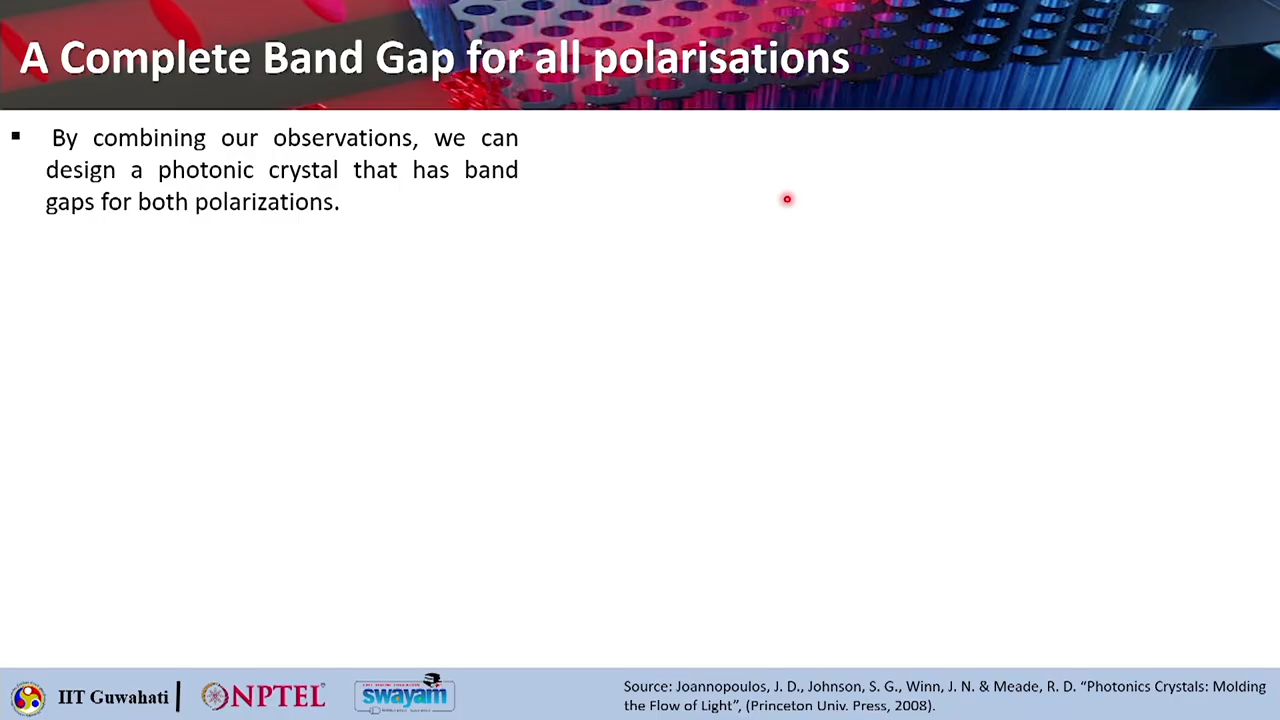 A Complete Band Gap for all polarisations
▪ By combining our observations, we can
design a photonic crystal that has band
gaps for both polarizations.
IIT Guwahati
NPTEL
swayam
Source: Joannopoulos, J. D., Johnson, S. G., Winn, J. N. & Meade, R. D. “Photonics Crystals: Molding
the Flow of Light”, (Princeton Univ. Press, 2008).